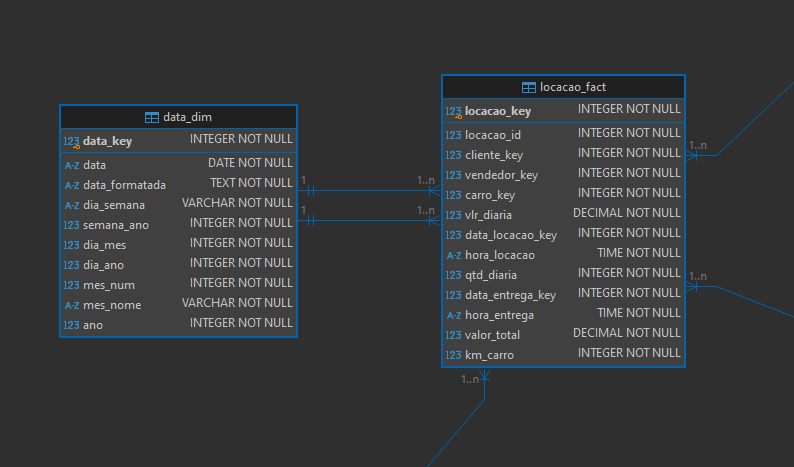 data_dim
123 data_key INTEGER NOT NULL
A-Z data DATE NOT NULL
A-Z data_formatada TEXT NOT NULL
A-Z dia_semana VARCHAR NOT NULL
123 semana_ano INTEGER NOT NULL
123 dia_mes INTEGER NOT NULL
123 dia_ano INTEGER NOT NULL
123 mes_num INTEGER NOT NULL
A-Z mes_nome VARCHAR NOT NULL
123 ano INTEGER NOT NULL
1 1..n
1 1..n
locacao_fact
123 locacao_key INTEGER NOT NULL
123 locacao_id INTEGER NOT NULL
123 cliente_key INTEGER NOT NULL
123 vendedor_key INTEGER NOT NULL
123 carro_key INTEGER NOT NULL
123 vlr_diaria DECIMAL NOT NULL
123 data_locacao_key INTEGER NOT NULL
A-Z hora_locacao TIME NOT NULL
123 qtd_diaria INTEGER NOT NULL
123 data_entrega_key INTEGER NOT NULL
A-Z hora_entrega TIME NOT NULL
123 valor_total DECIMAL NOT NULL
123 km_carro INTEGER NOT NULL
1..n
1..n
1..n